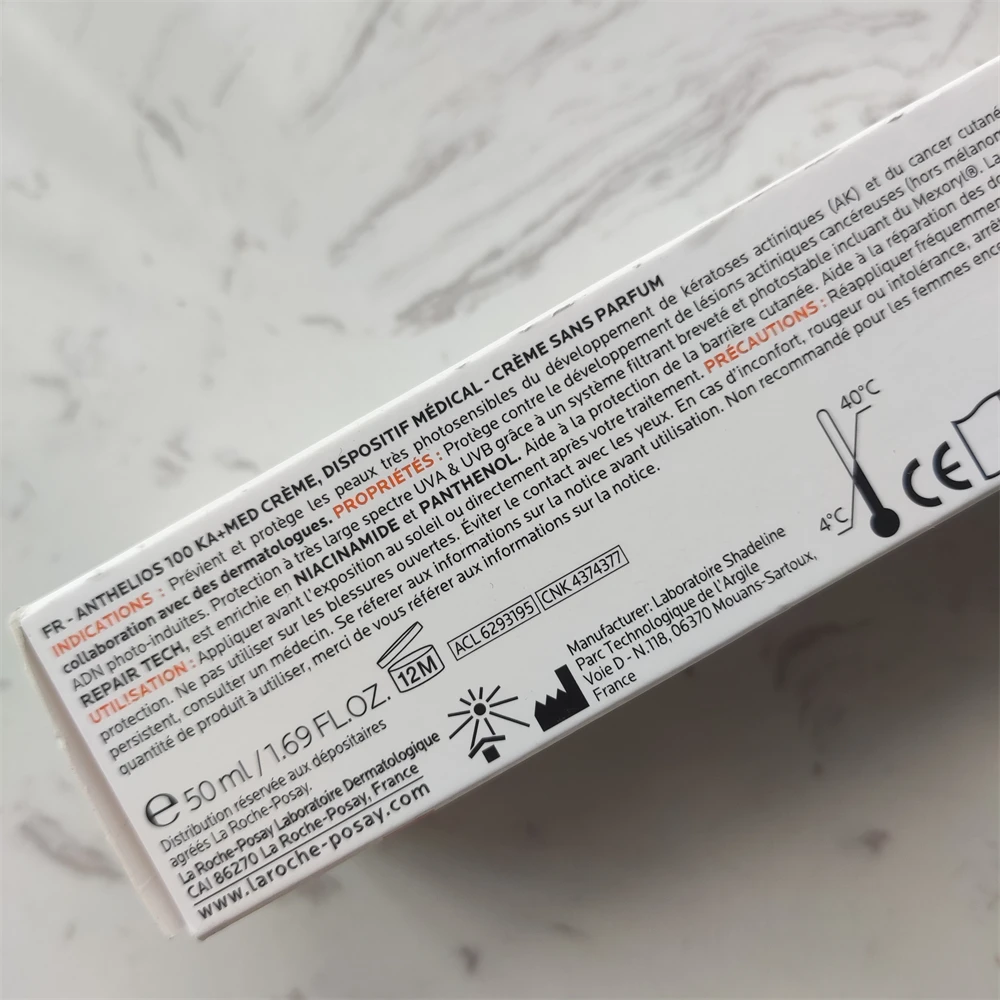 FR - ANTHELIOS 100 KA+MED CRÈME, DISPOSITIF MÉDICAL - CRÈME SANS PARFUM
INDICATIONS : Prévient et protège les peaux très photosensibles du développement de kératoses actiniques (AK) et du cancer cutané
collaboration avec des dermatologues. PROPRIÉTÉS : Protège contre le développement de lésions actiniques cancéreuses (hors
ADN photo-induites. Protection à très large spectre UVA & UVB grâce à un système filtrant breveté et photostable incluant du Mexoryl®. La
REPAIR TECH, est enrichie en NIACINAMIDE et PANTHENOL. Aide à la protection de la barrière cutanée. Aide à la réparation des
UTILISATION : Appliquer avant l'exposition au soleil ou directement après votre traitement. PRÉCAUTIONS : Réappliquer
protection. Ne pas utiliser sur les blessures ouvertes. Éviter le contact avec les yeux. En cas d'inconfort, rougeur ou intolérance,
persistent, consulter un médecin. Se référer aux informations sur la notice avant utilisation. Non recommandé pour les femmes
quantité de produit à utiliser, merci de vous référer aux informations sur la notice.
40°C
4°C
CE
℮ 50 ml / 1.69 FL.OZ. 12M ACL 6293195 CNK 4374377
Distribution réservée aux dépositaires
agréés La Roche-Posay.
La Roche-Posay Laboratoire Dermatologique
CAI 86270 La Roche-Posay, France
www.laroche-posay.com
Manufacturer: Laboratoire Shadeline
Parc Technologique de l'Argile
Voie D - N.118, 06370 Mouans-Sartoux,
France